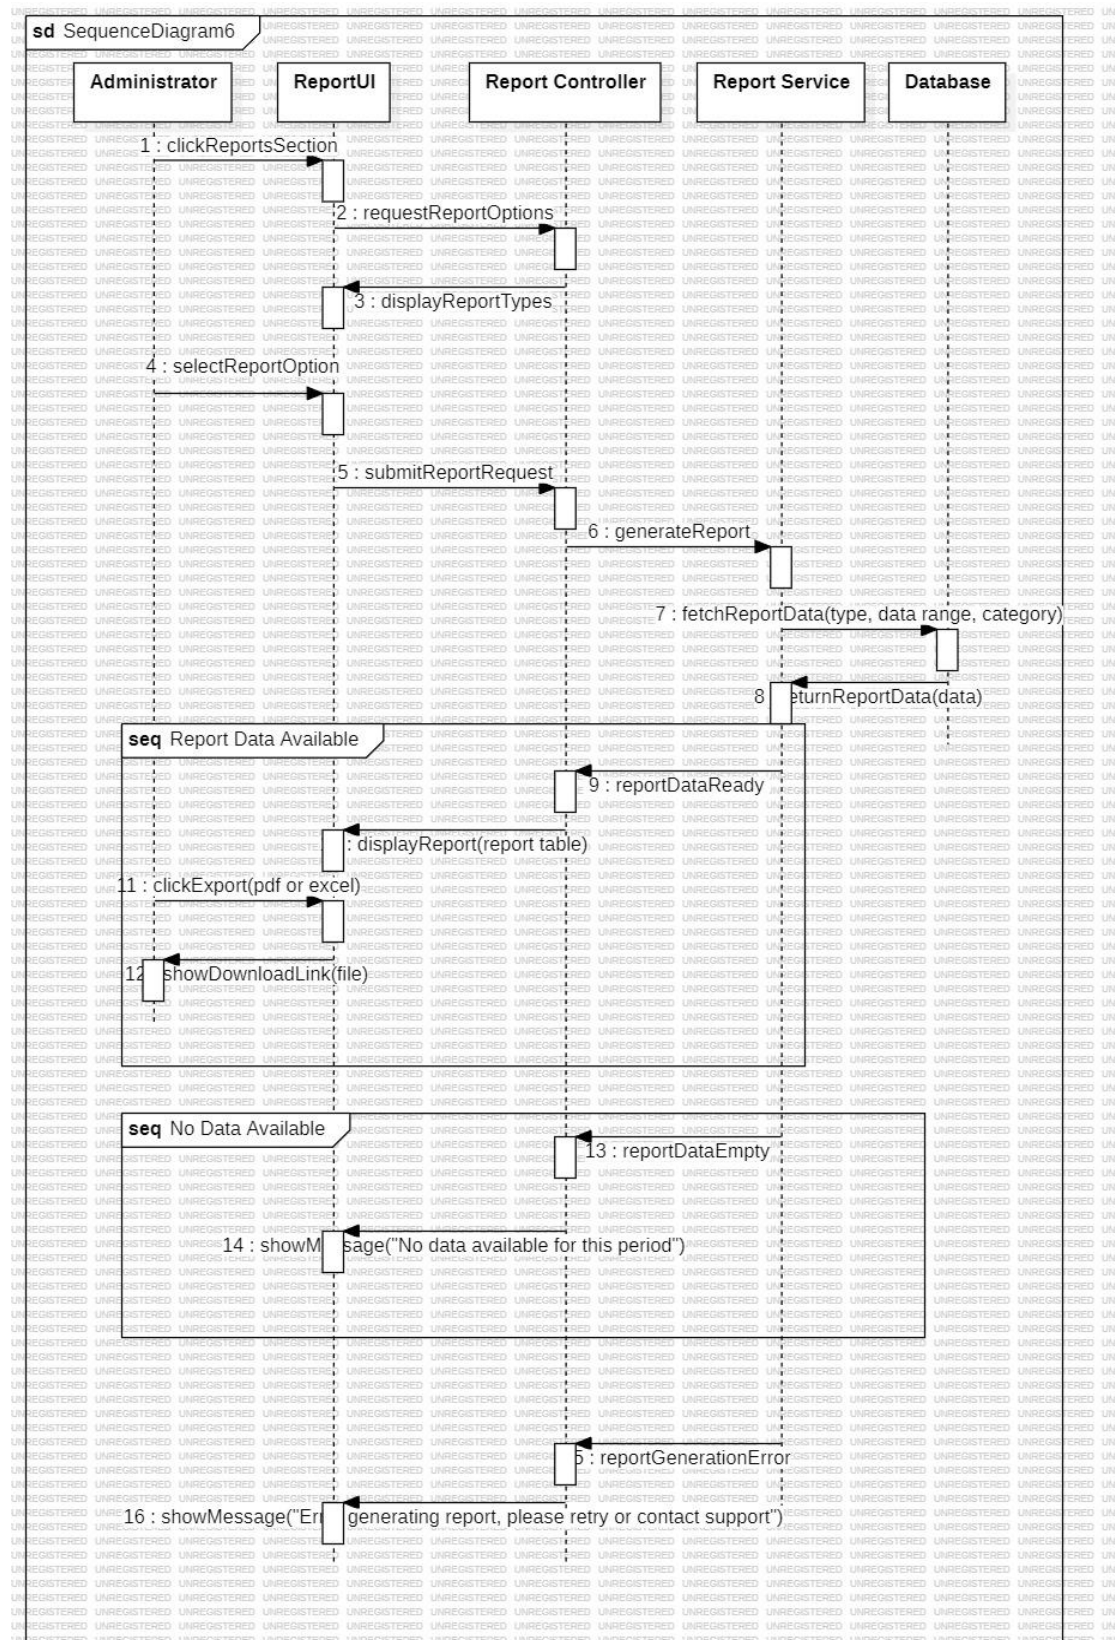 sd SequenceDiagram6
Administrator ReportUI Report Controller Report Service Database
1 : clickReportsSection
2 : requestReportOptions
3 : displayReportTypes
4 : selectReportOption
5 : submitReportRequest
6 : generateReport
7 : fetchReportData(type, data range, category)
8 eturnReportData(data)
seq Report Data Available
9 : reportDataReady
: displayReport(report table)
11 : clickExport(pdf or excel)
12 showDownloadLink(file)
seq No Data Available
13 : reportDataEmpty
14 : showM sage("No data available for this period")
5 : reportGenerationError
16 : showMessage("Err generating report, please retry or contact support")
UNREGISTERED